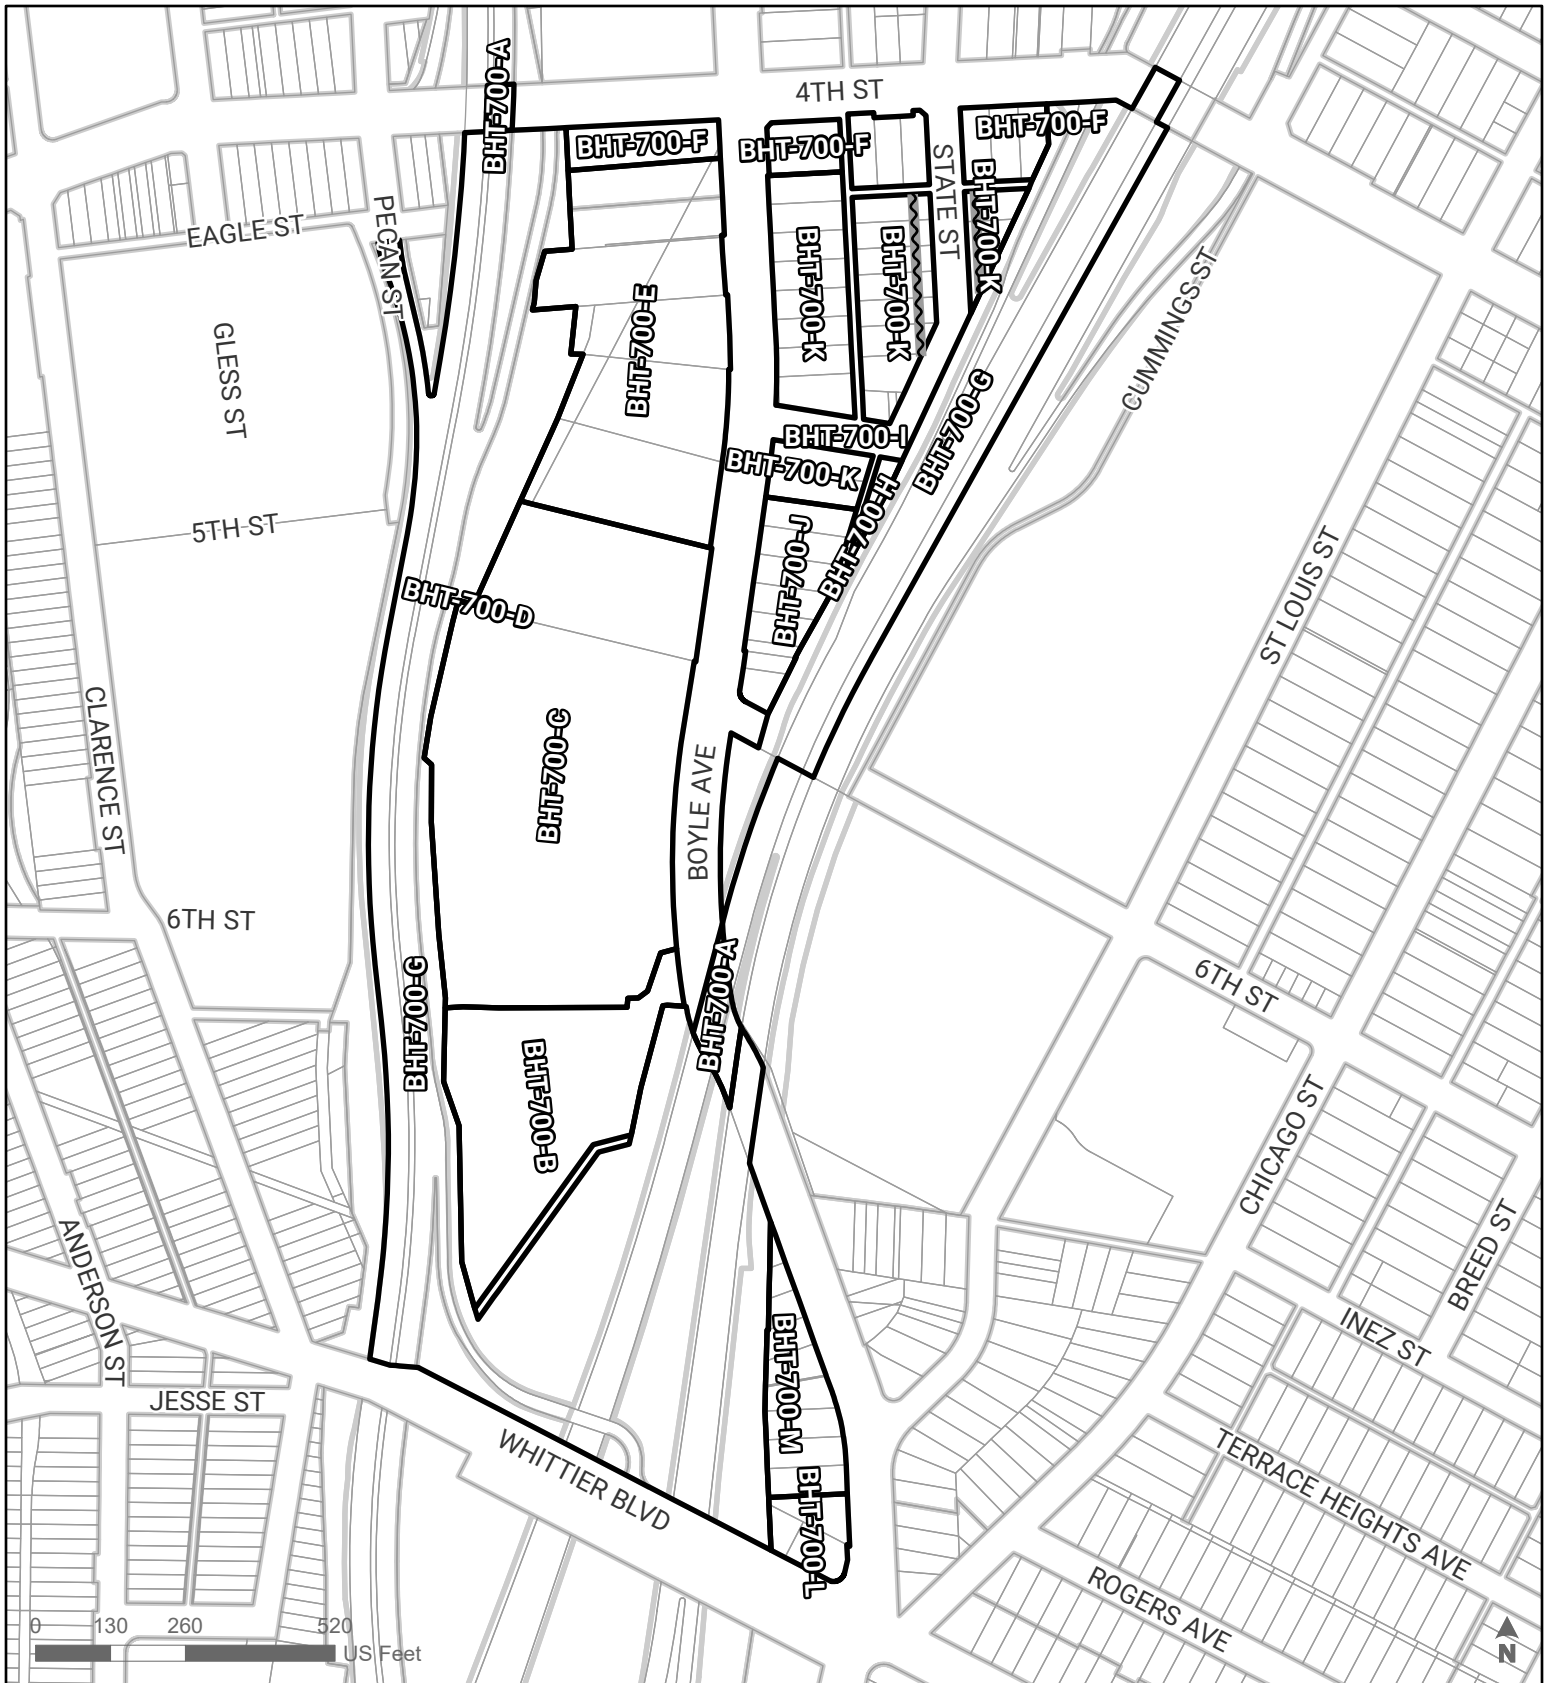 BHT-700-A
4TH ST
BHT-700-F
BHT-700-F
BHT-700-F
STATE ST
PECAN ST
EAGLE ST
BHT-700-K
BHT-700-K
BHT-700-K
BHT-700-E
GLESS ST
CUMMINGS ST
BHT-700-G
BHT-700-I
BHT-700-K
BHT-700-H
5TH ST
BHT-700-J
BHT-700-D
ST LOUIS ST
CLARENCE ST
BHT-700-C
BOYLE AVE
6TH ST
BHT-700-G
BHT-700-A
6TH ST
BHT-700-B
CHICAGO ST
BREED ST
ANDERSON ST
INEZ ST
BHT-700-M
JESSE ST
WHITTIER BLVD
BHT-700-L
TERRACE HEIGHTS AVE
ROGERS AVE
0 130 260 520
US Feet
N